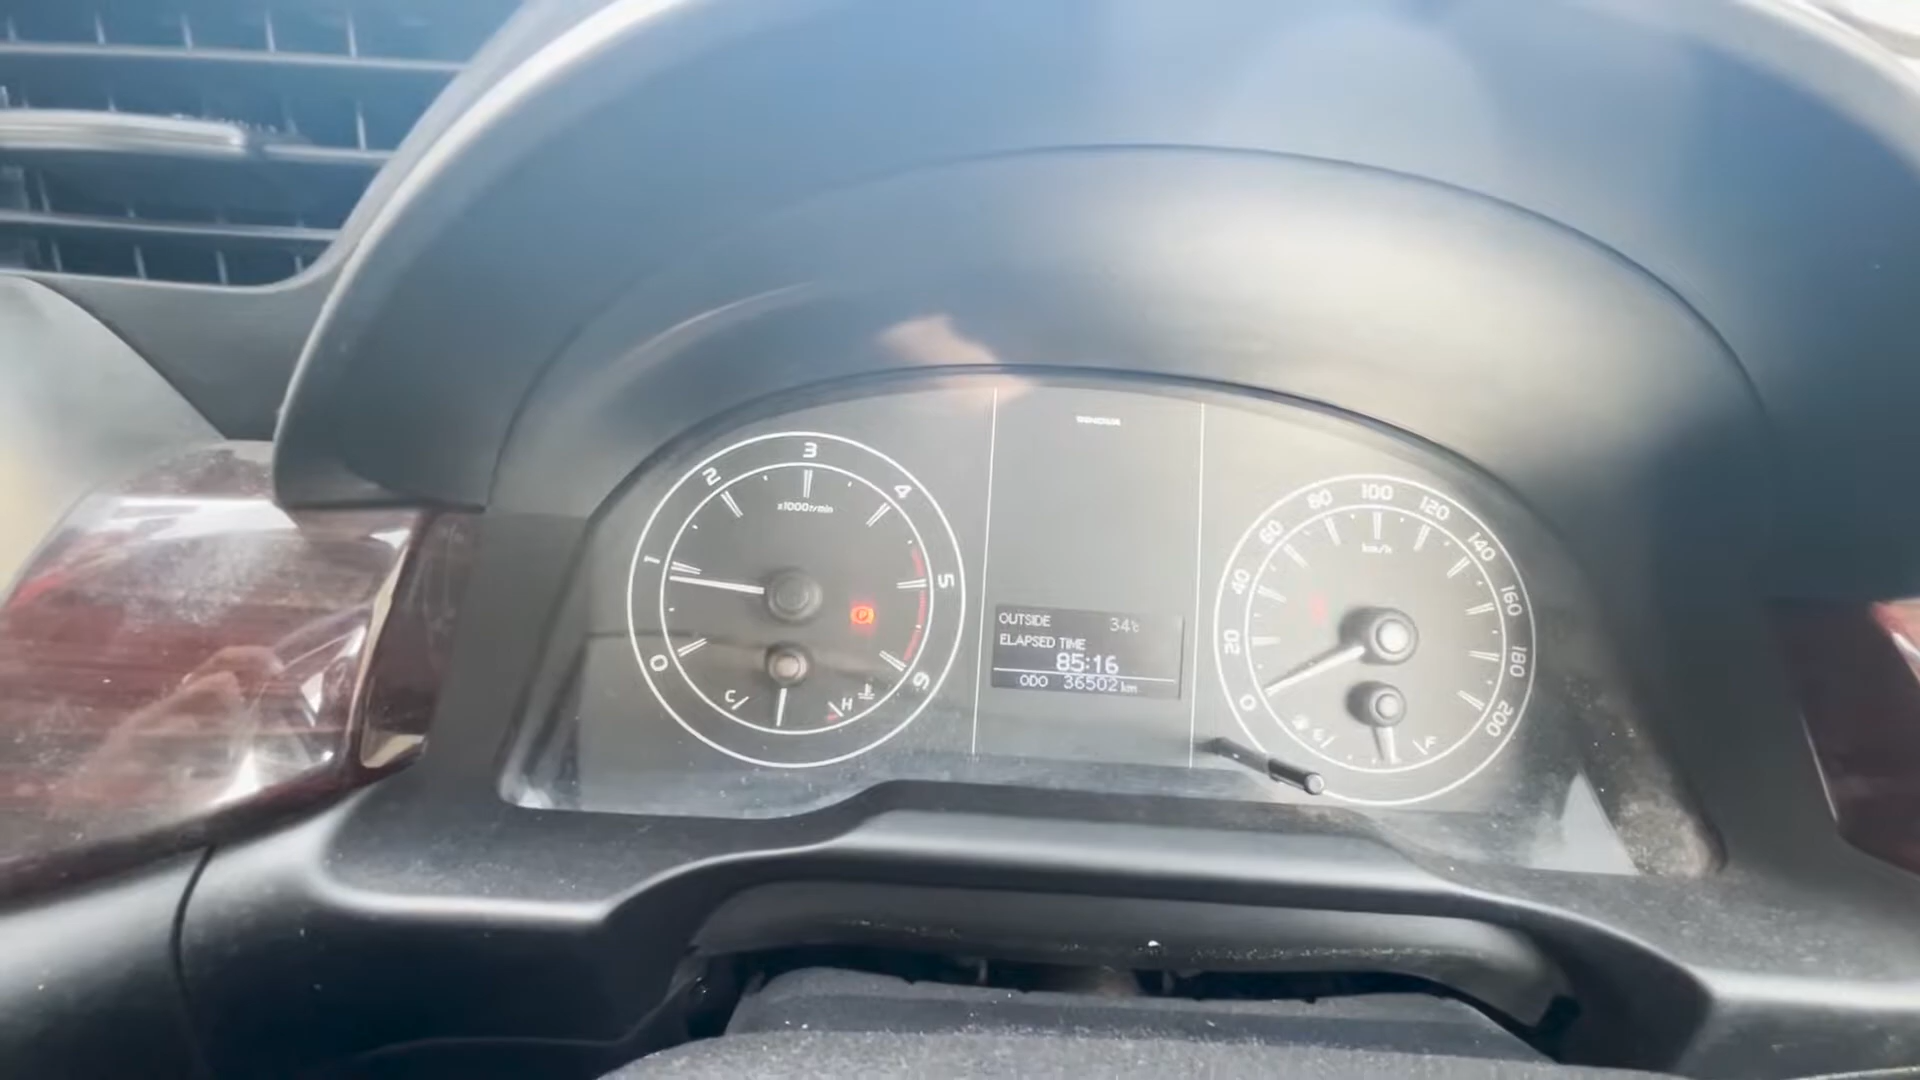 INNOVA
0
1
2
3
4
5
6
x1000r/min
C
H
P
OUTSIDE 34°C
ELAPSED TIME
85:16
ODO 36502 km
0
20
40
60
80
100
120
140
160
180
200
km/h
E
F